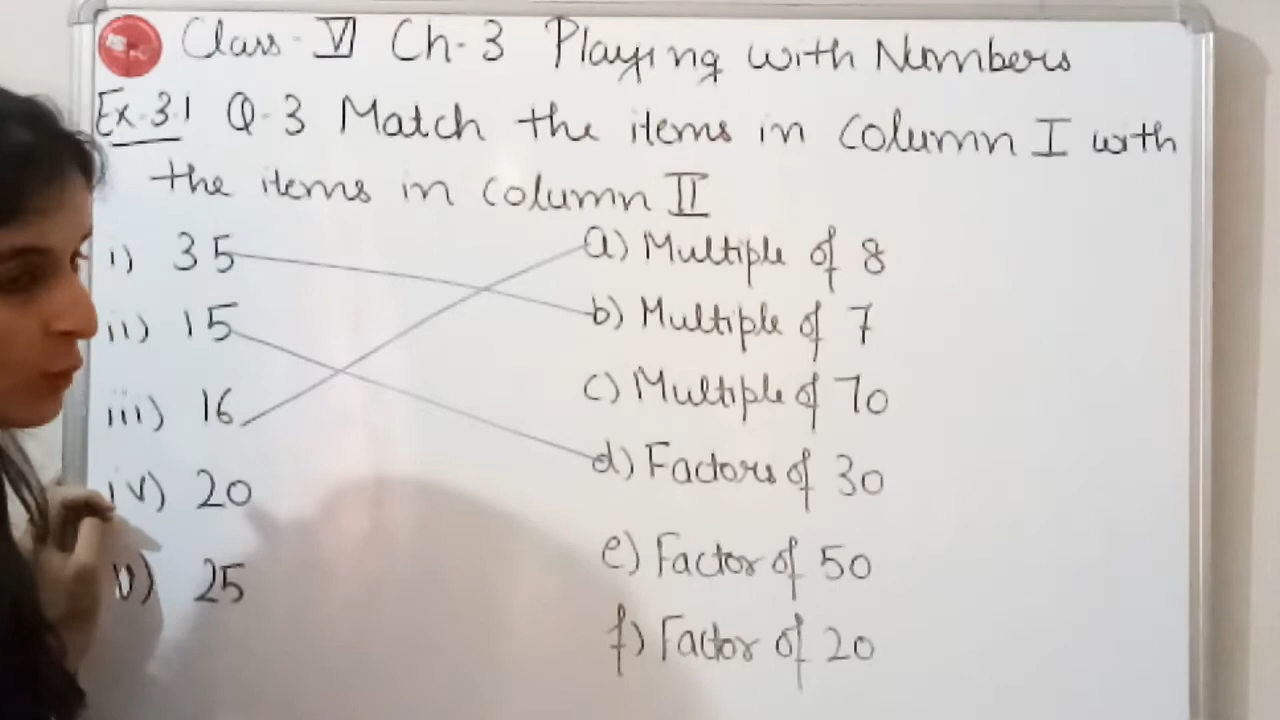 Class - VI Ch-3 Playing with Numbers
Ex-3.1 Q-3 Match the items in column I with
the items in column II
i) 35 a) Multiple of 8
ii) 15 b) Multiple of 7
iii) 16 c) Multiple of 70
iv) 20 d) Factors of 30
v) 25 e) Factor of 50
f) Factor of 20